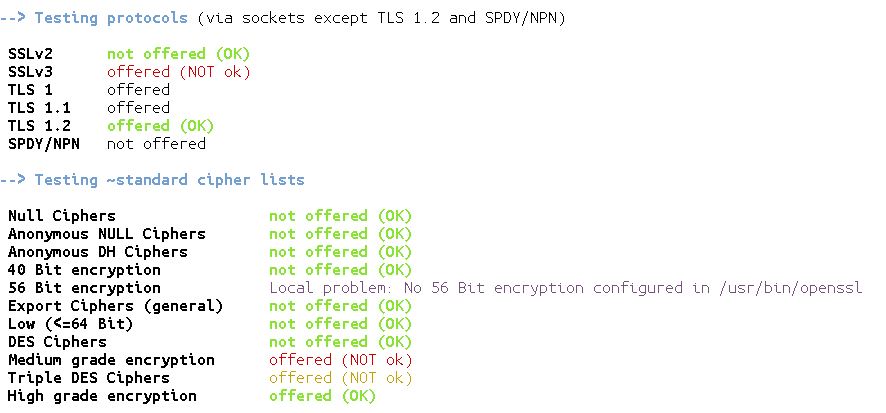 --> Testing protocols (via sockets except TLS 1.2 and SPDY/NPN)
SSLv2 not offered (OK)
SSLv3 offered (NOT ok)
TLS 1 offered
TLS 1.1 offered
TLS 1.2 offered (OK)
SPDY/NPN not offered
--> Testing ~standard cipher lists
Null Ciphers not offered (OK)
Anonymous NULL Ciphers not offered (OK)
Anonymous DH Ciphers not offered (OK)
40 Bit encryption not offered (OK)
56 Bit encryption Local problem: No 56 Bit encryption configured in /usr/bin/openssl
Export Ciphers (general) not offered (OK)
Low (<=64 Bit) not offered (OK)
DES Ciphers not offered (OK)
Medium grade encryption offered (NOT ok)
Triple DES Ciphers offered (NOT ok)
High grade encryption offered (OK)